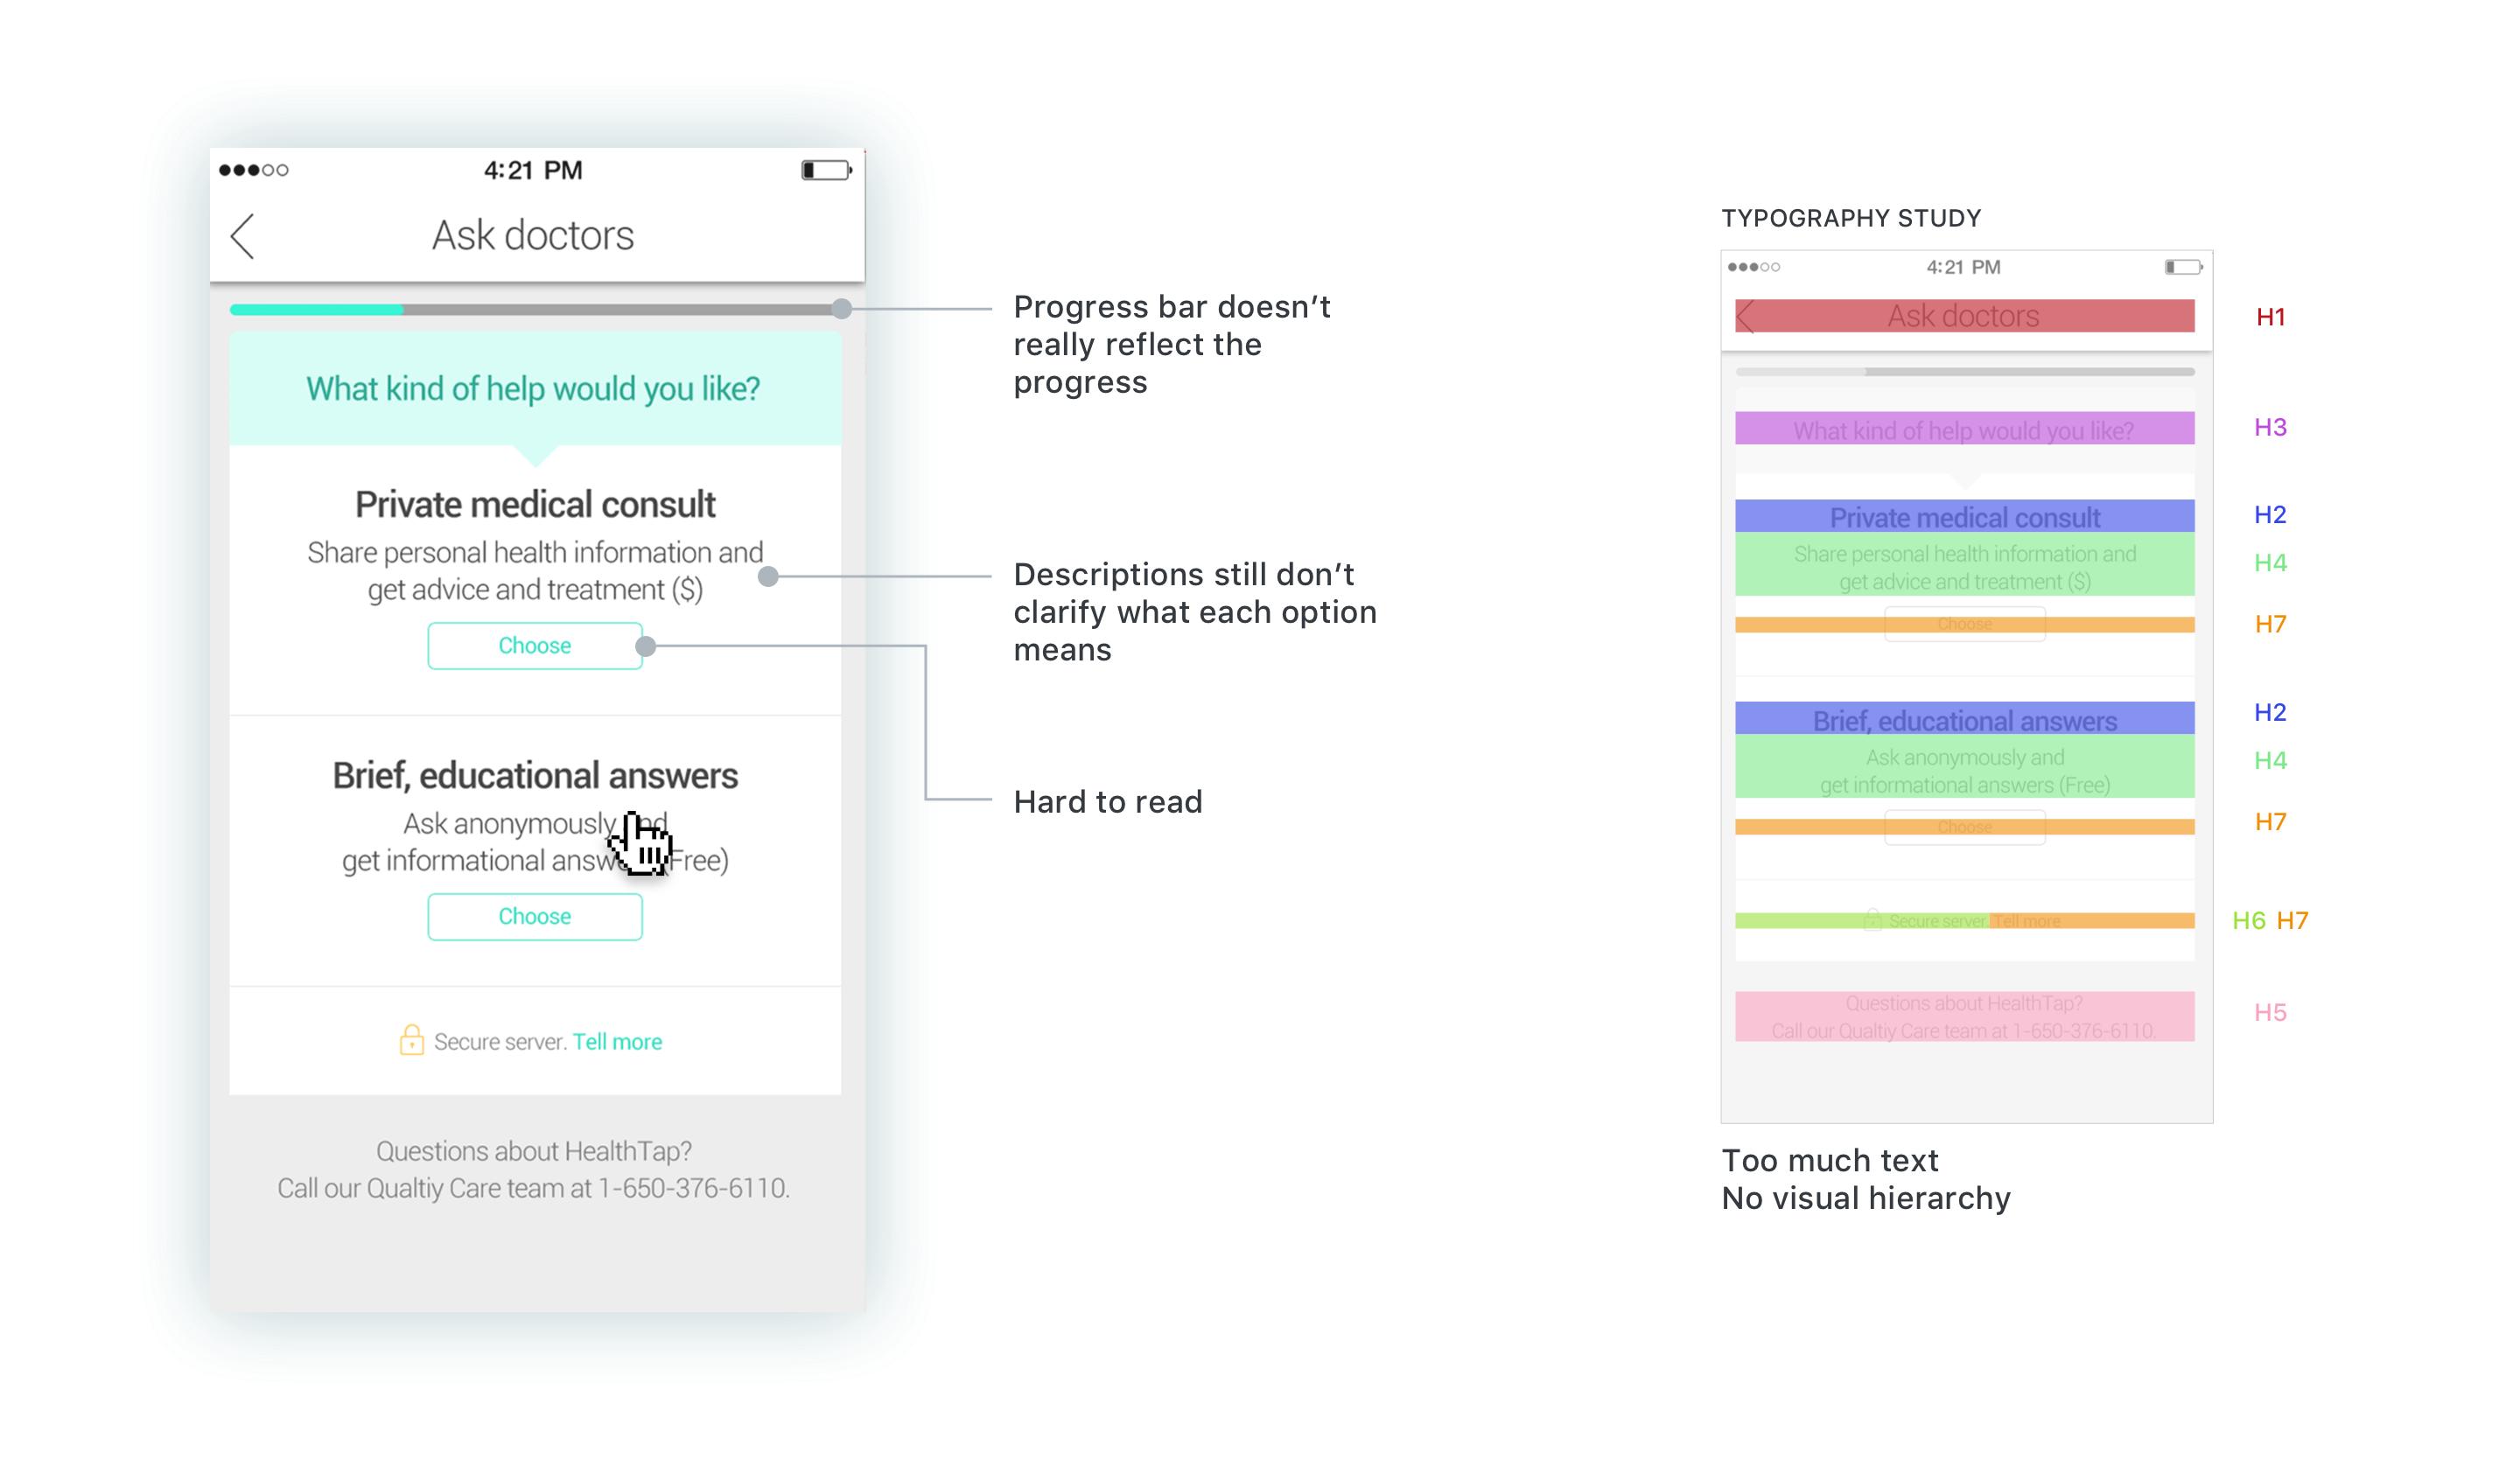 4:21 PM
Ask doctors
What kind of help would you like?
Private medical consult
Share personal health information and
get advice and treatment ($)
Choose
Brief, educational answers
Ask anonymously and
get informational answers (Free)
Choose
Secure server. Tell more
Questions about HealthTap?
Call our Qualtiy Care team at 1-650-376-6110.
Progress bar doesn’t
really reflect the
progress
Descriptions still don’t
clarify what each option
means
Hard to read
TYPOGRAPHY STUDY
4:21 PM
Ask doctors
H1
What kind of help would you like?
H3
Private medical consult
H2
Share personal health information and
get advice and treatment ($)
H4
Choose
H7
Brief, educational answers
H2
Ask anonymously and
get informational answers (Free)
H4
Choose
H7
Secure server. Tell more
H6 H7
Questions about HealthTap?
Call our Qualtiy Care team at 1-650-376-6110.
H5
Too much text
No visual hierarchy